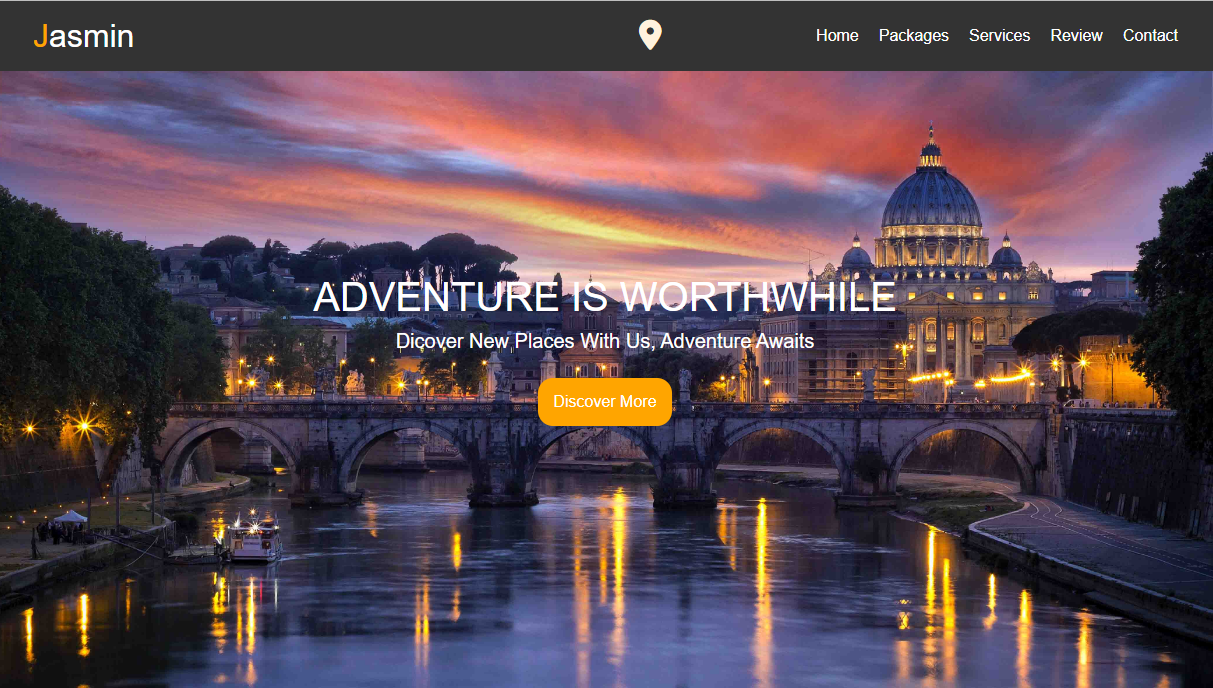 Jasmin
Home Packages Services Review Contact
ADVENTURE IS WORTHWHILE
Dicover New Places With Us, Adventure Awaits
Discover More